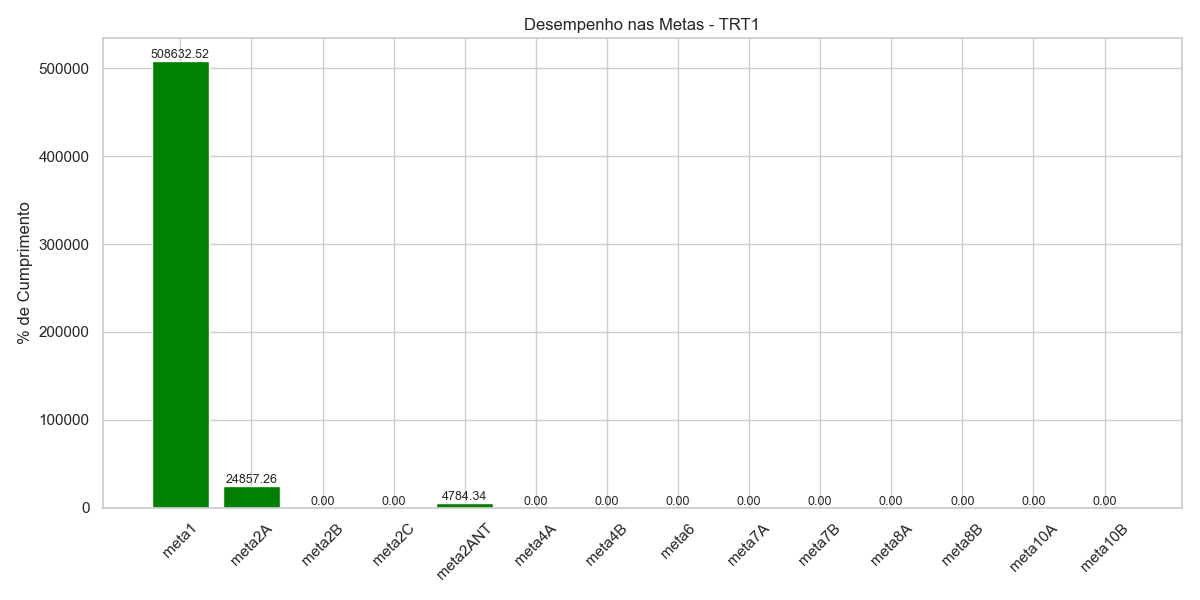 Desempenho nas Metas - TRT1
% de Cumprimento
500000
400000
300000
200000
100000
0
508632.52
24857.26
0.00
0.00
4784.34
0.00
0.00
0.00
0.00
0.00
0.00
0.00
0.00
0.00
meta1
meta2A
meta2B
meta2C
meta2ANT
meta4A
meta4B
meta6
meta7A
meta7B
meta8A
meta8B
meta10A
meta10B